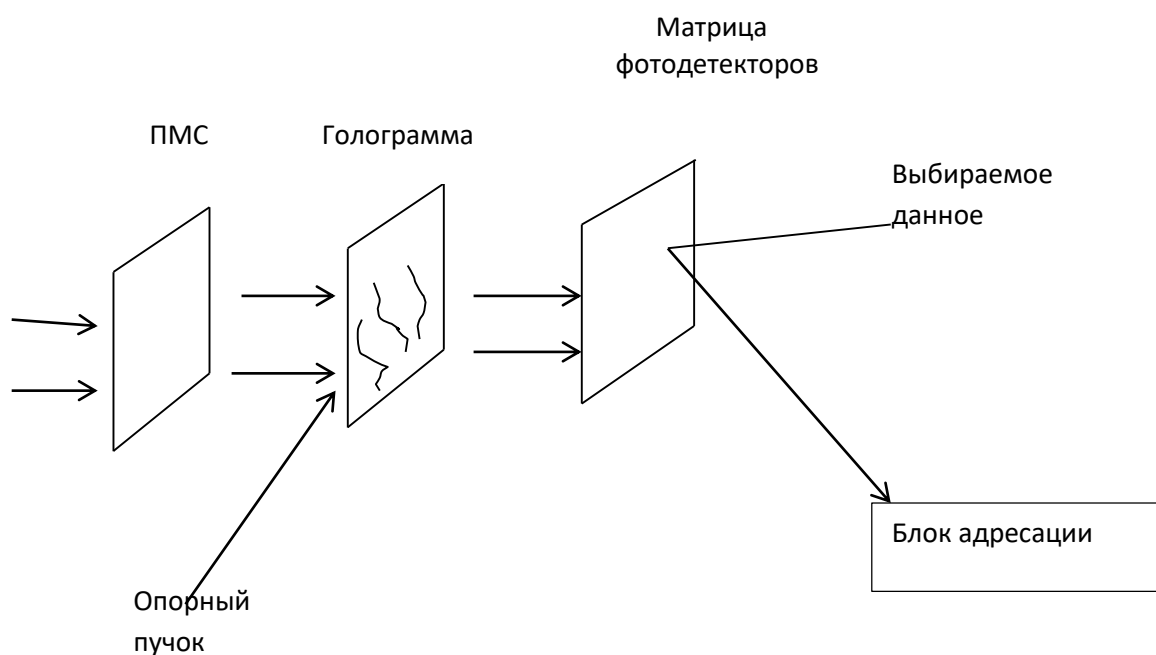 Матрица
фотодетекторов
ПМС
Голограмма
Выбираемое
данное
Блок адресации
Опорный
пучок